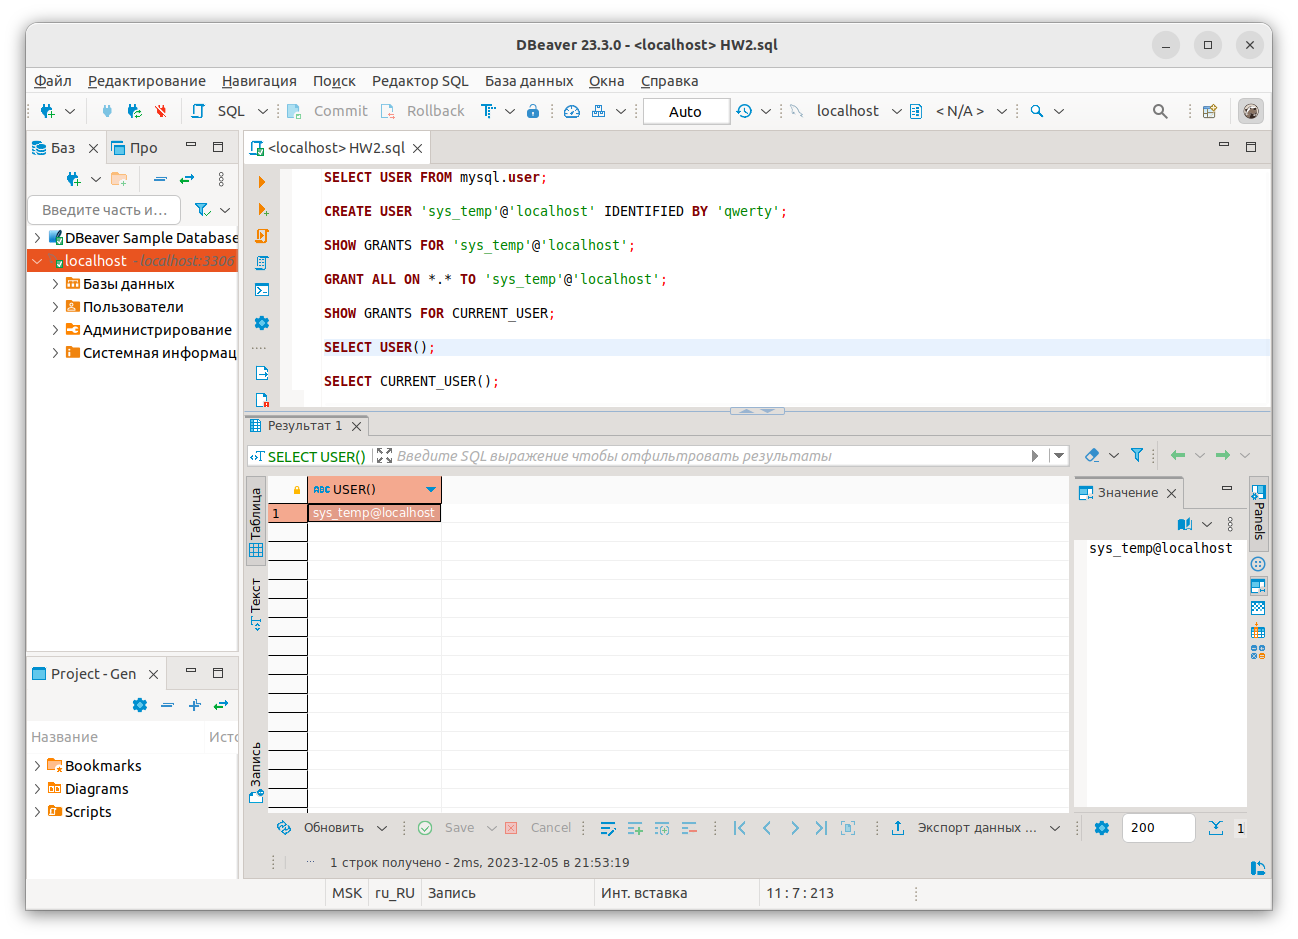 DBeaver 23.3.0 - <localhost> HW2.sql
Файл Редактирование Навигация Поиск Редактор SQL База данных Окна Справка
SQL Commit Rollback Auto localhost < N/A >
Баз Про
<localhost> HW2.sql
Введите часть и...
DBeaver Sample Database
localhost - localhost:3306
Базы данных
Пользователи
Администрирование
Системная информац
SELECT USER FROM mysql.user;
CREATE USER 'sys_temp'@'localhost' IDENTIFIED BY 'qwerty';
SHOW GRANTS FOR 'sys_temp'@'localhost';
GRANT ALL ON *.* TO 'sys_temp'@'localhost';
SHOW GRANTS FOR CURRENT_USER;
SELECT USER();
SELECT CURRENT_USER();
Результат 1
SELECT USER() Введите SQL выражение чтобы отфильтровать результаты
Таблица
Текст
Запись
ABC USER()
1 sys_temp@localhost
Значение
sys_temp@localhost
Panels
Project - Gen
Название Исто
Bookmarks
Diagrams
Scripts
Обновить Save Cancel Экспорт данных ... 200 1
1 строк получено - 2ms, 2023-12-05 в 21:53:19
MSK ru_RU Запись Инт. вставка 11 : 7 : 213